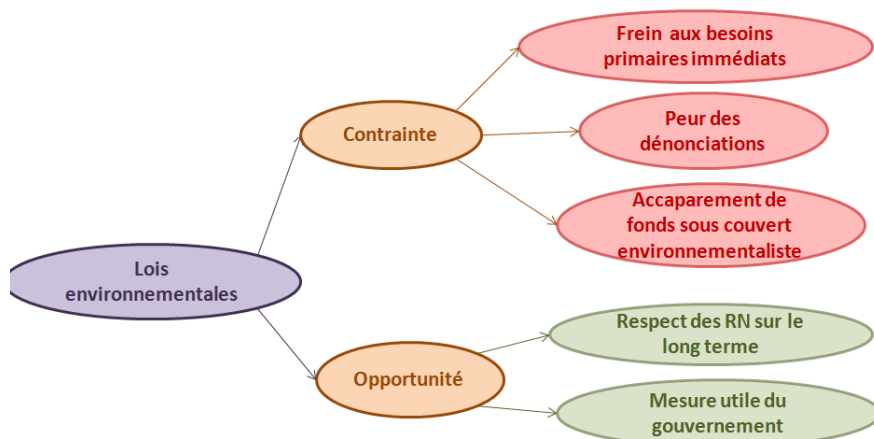 Frein aux besoins
primaires immédiats
Contrainte
Peur des
dénonciations
Accaparement de
fonds sous couvert
environnementaliste
Lois
environnementales
Respect des RN sur le
long terme
Opportunité
Mesure utile du
gouvernement